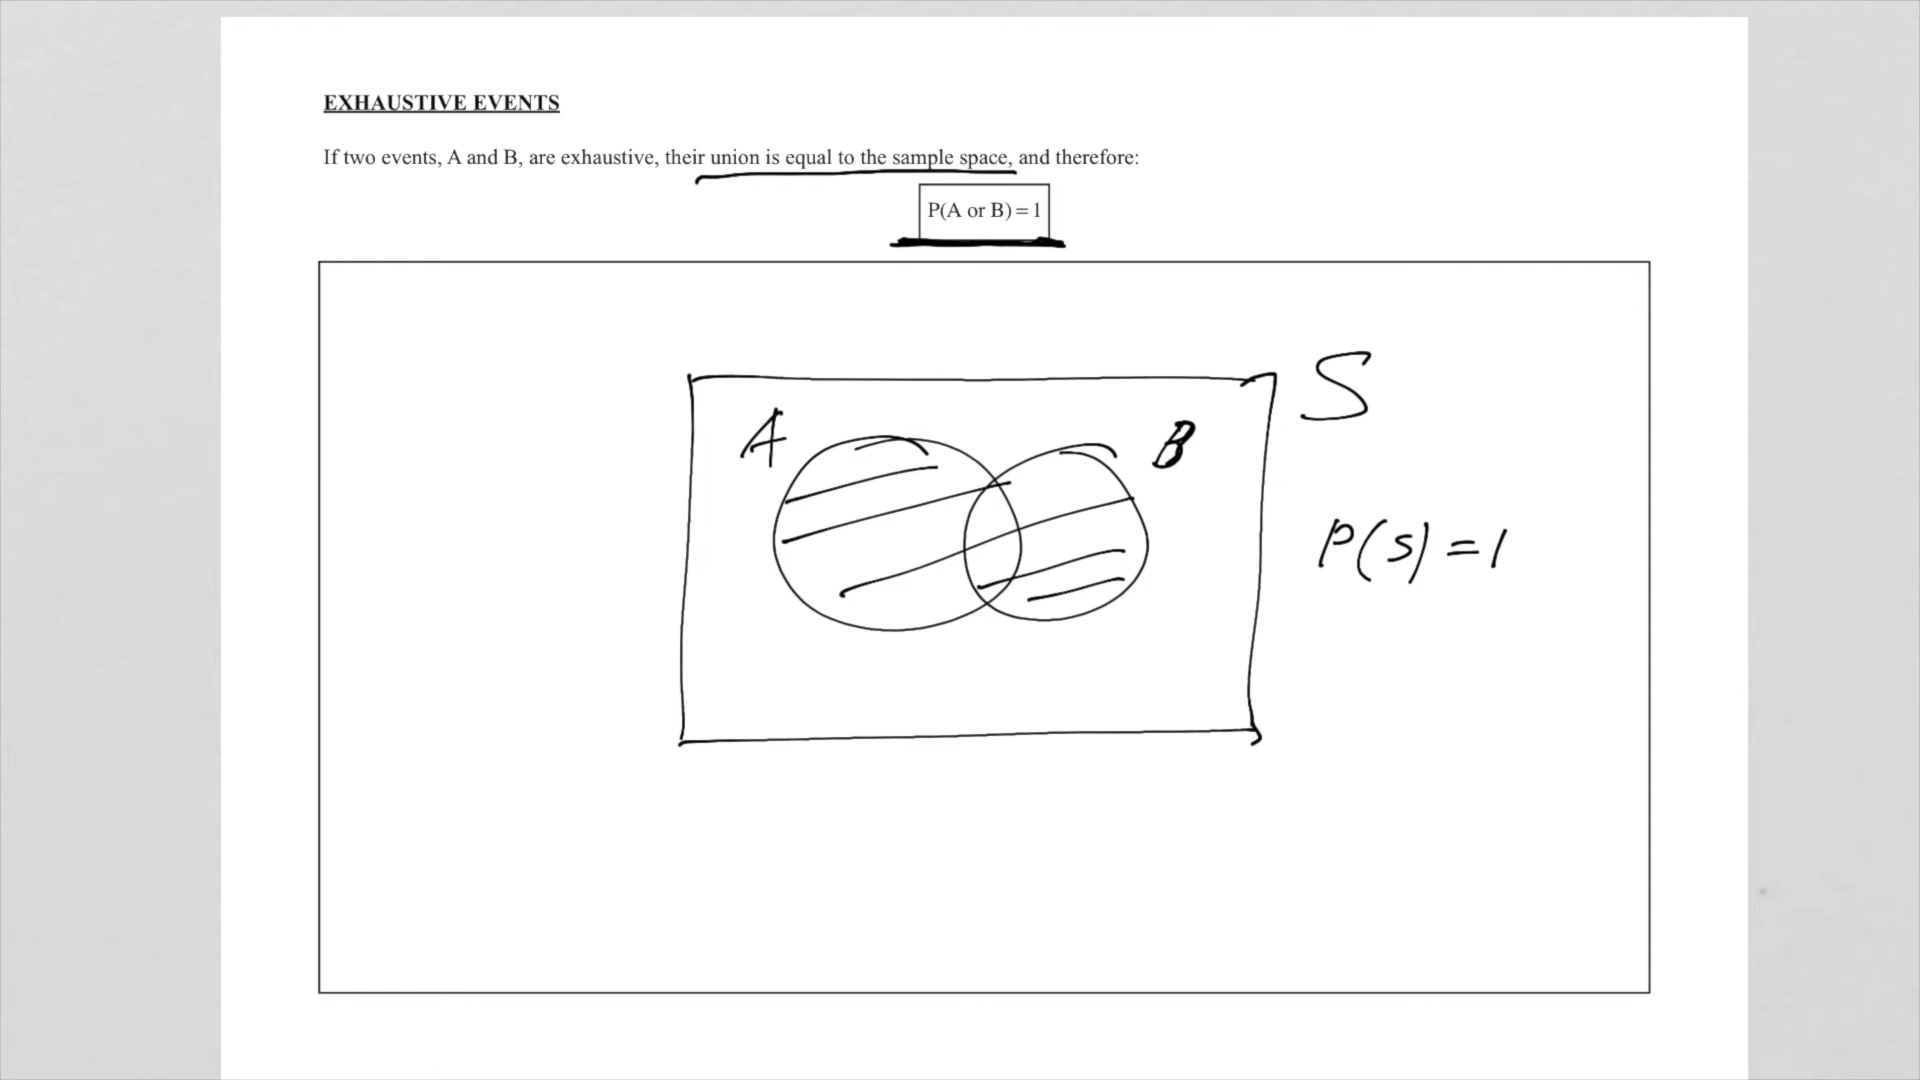 EXHAUSTIVE EVENTS
If two events, A and B, are exhaustive, their union is equal to the sample space, and therefore:
P(A or B) = 1
S
A
B
P(S) = 1